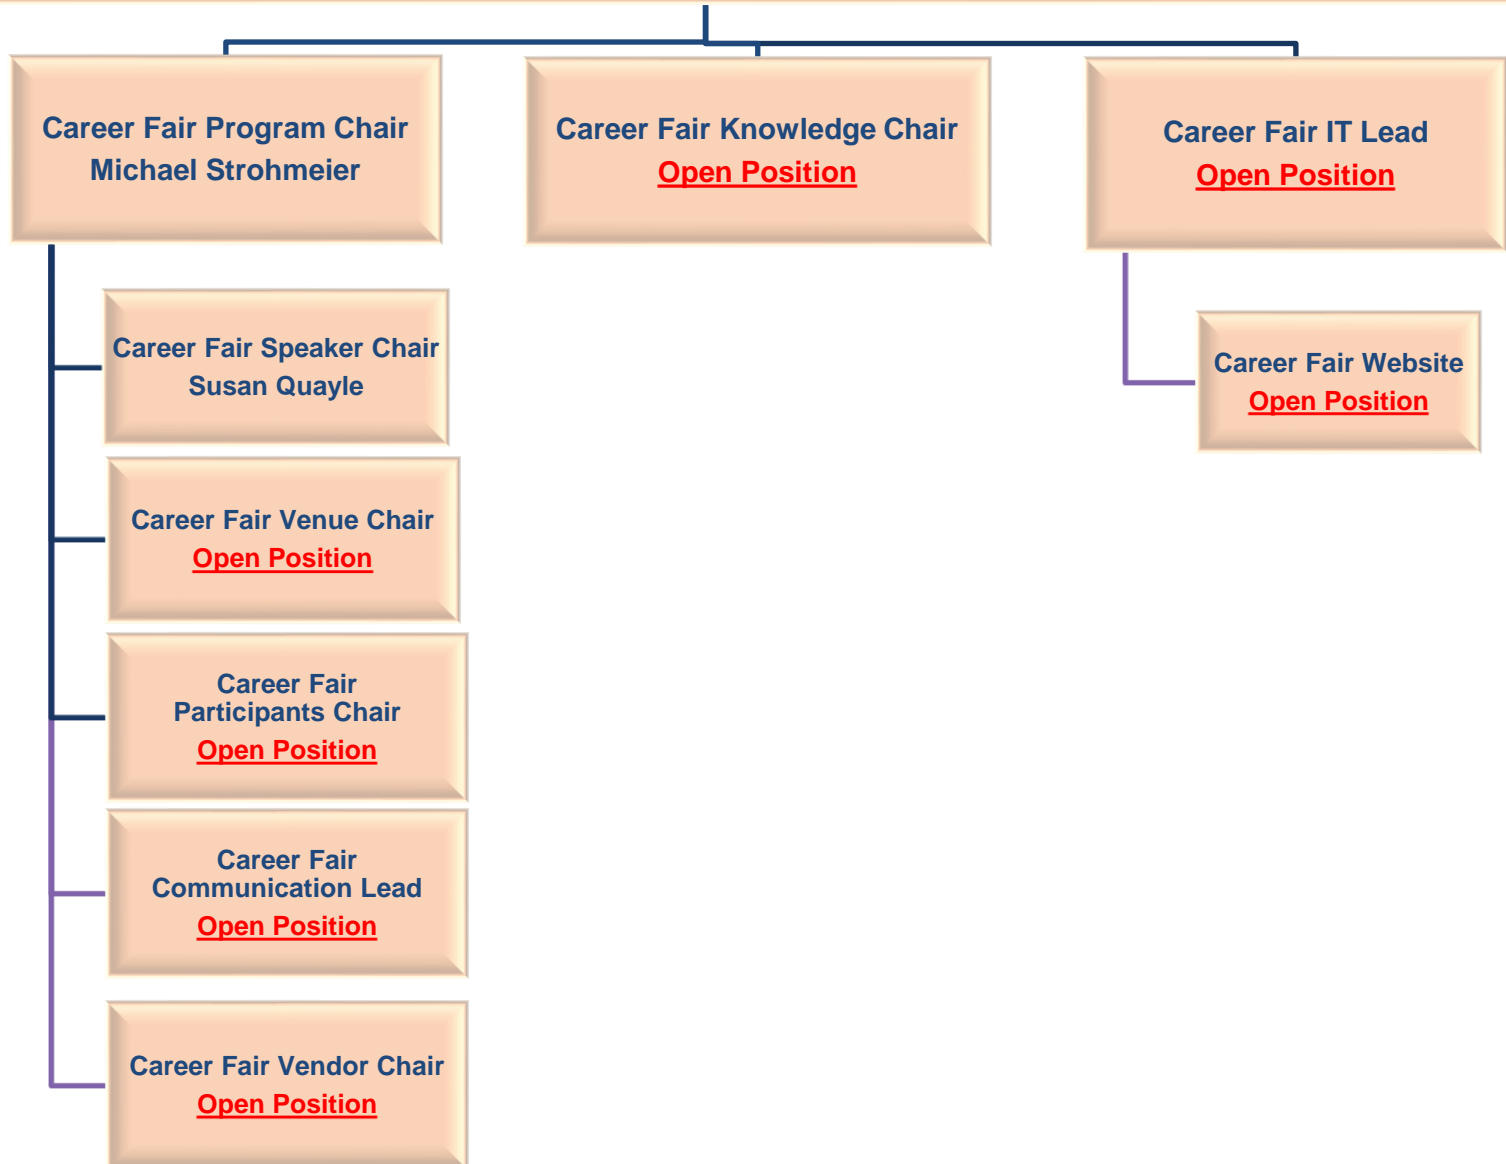 Career Fair Program Chair
Michael Strohmeier
Career Fair Knowledge Chair
Open Position
Career Fair IT Lead
Open Position
Career Fair Speaker Chair
Susan Quayle
Career Fair Website
Open Position
Career Fair Venue Chair
Open Position
Career Fair
Participants Chair
Open Position
Career Fair
Communication Lead
Open Position
Career Fair Vendor Chair
Open Position